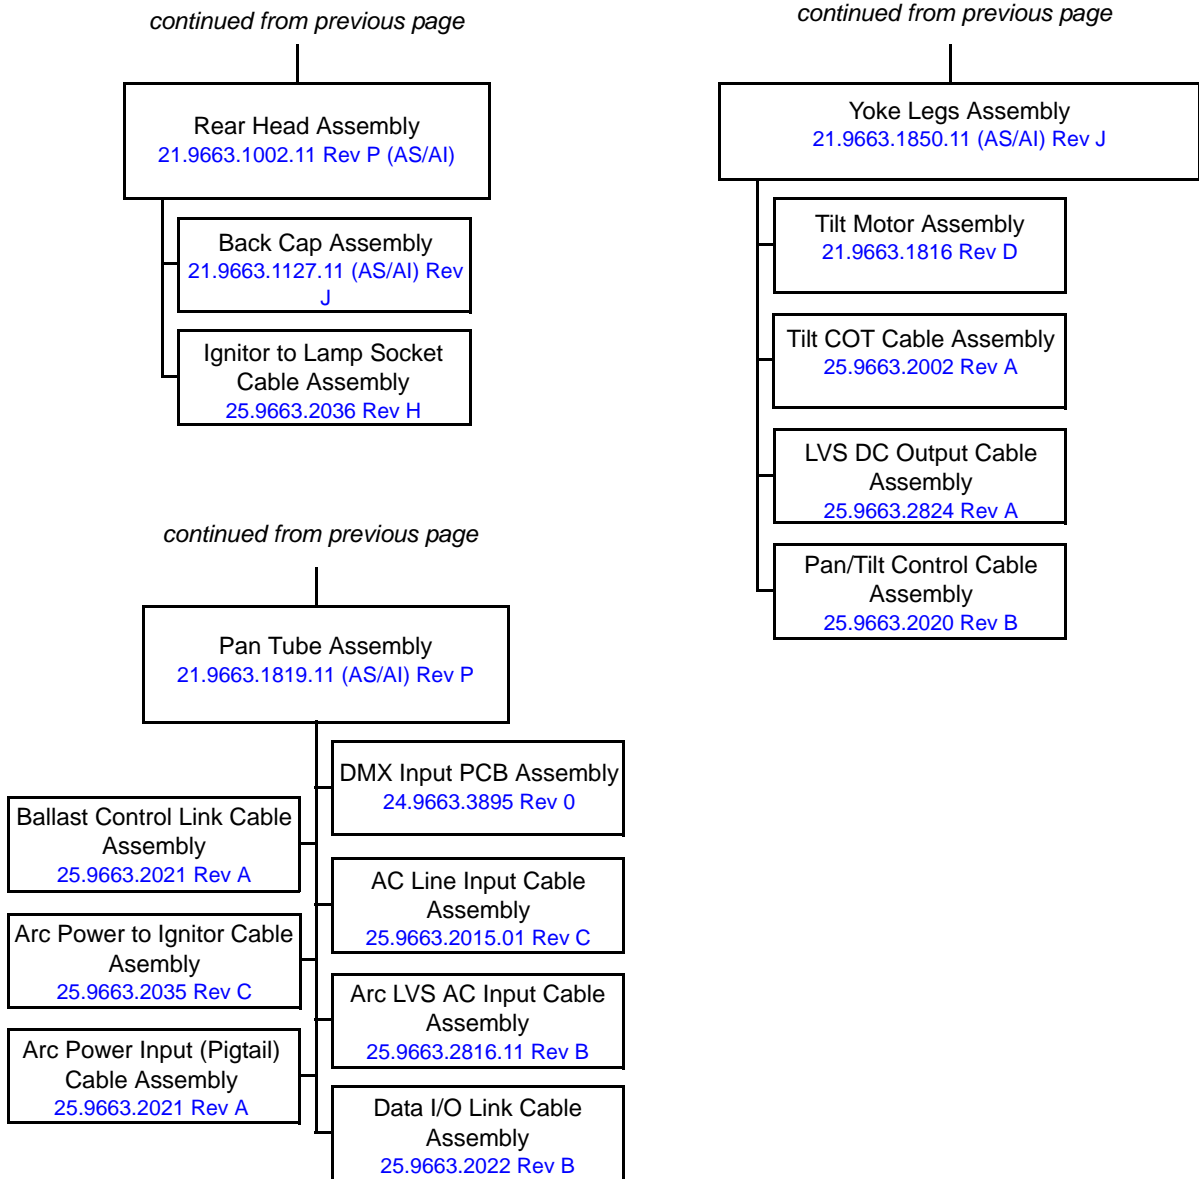 continued from previous page
Rear Head Assembly
21.9663.1002.11 Rev P (AS/AI)
Back Cap Assembly
21.9663.1127.11 (AS/AI) Rev
J
Ignitor to Lamp Socket
Cable Assembly
25.9663.2036 Rev H
continued from previous page
Yoke Legs Assembly
21.9663.1850.11 (AS/AI) Rev J
Tilt Motor Assembly
21.9663.1816 Rev D
Tilt COT Cable Assembly
25.9663.2002 Rev A
LVS DC Output Cable
Assembly
25.9663.2824 Rev A
Pan/Tilt Control Cable
Assembly
25.9663.2020 Rev B
continued from previous page
Pan Tube Assembly
21.9663.1819.11 (AS/AI) Rev P
Ballast Control Link Cable
Assembly
25.9663.2021 Rev A
Arc Power to Ignitor Cable
Asembly
25.9663.2035 Rev C
Arc Power Input (Pigtail)
Cable Assembly
25.9663.2021 Rev A
DMX Input PCB Assembly
24.9663.3895 Rev 0
AC Line Input Cable
Assembly
25.9663.2015.01 Rev C
Arc LVS AC Input Cable
Assembly
25.9663.2816.11 Rev B
Data I/O Link Cable
Assembly
25.9663.2022 Rev B